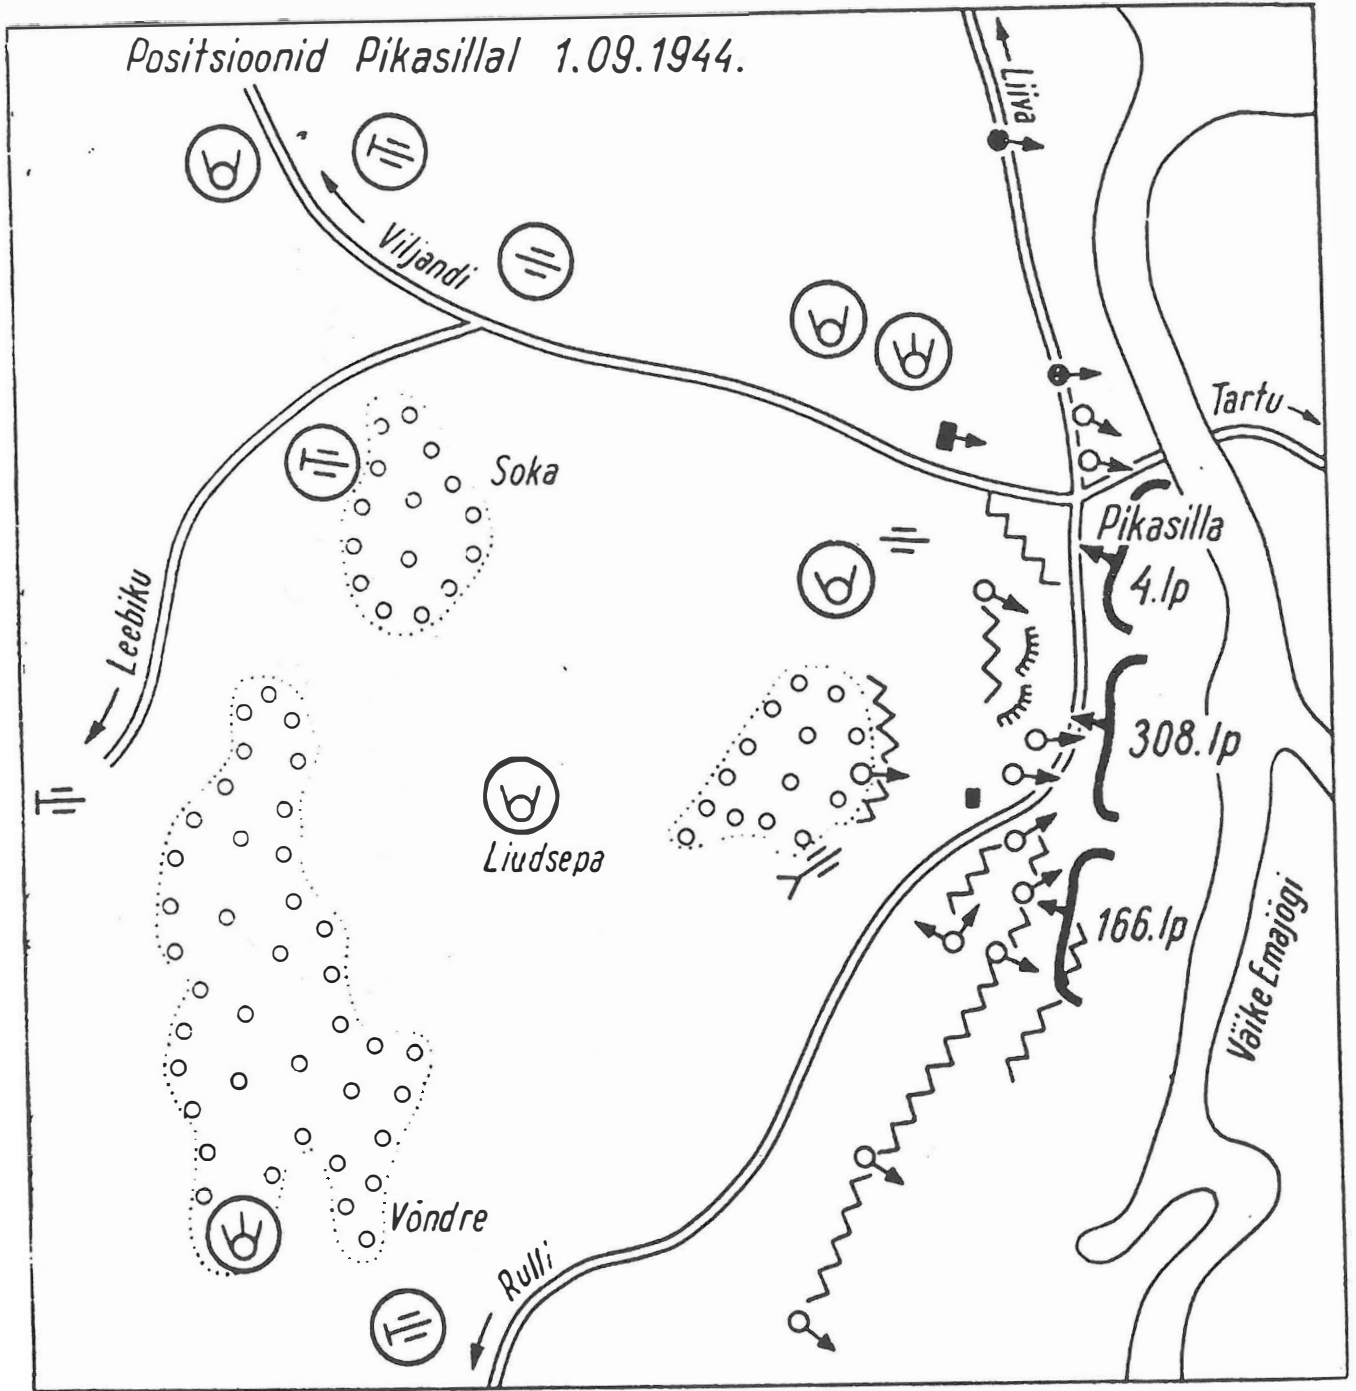 Positsioonid Pikasillal 1.09.1944.
Liiva
Viljandi
Tartu
Soka
Pikasilla
4.lp
Leebiku
308.lp
Liudsepa
166.lp
Väike Emajõgi
Võndre
Rulli